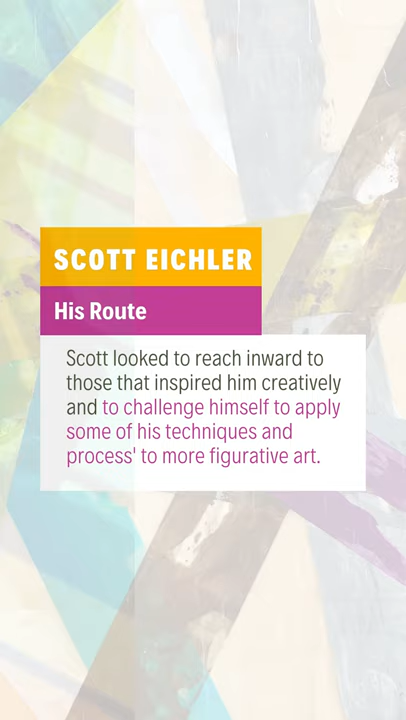 SCOTT EICHLER
His Route
Scott looked to reach inward to
those that inspired him creatively
and to challenge himself to apply
some of his techniques and
process' to more figurative art.